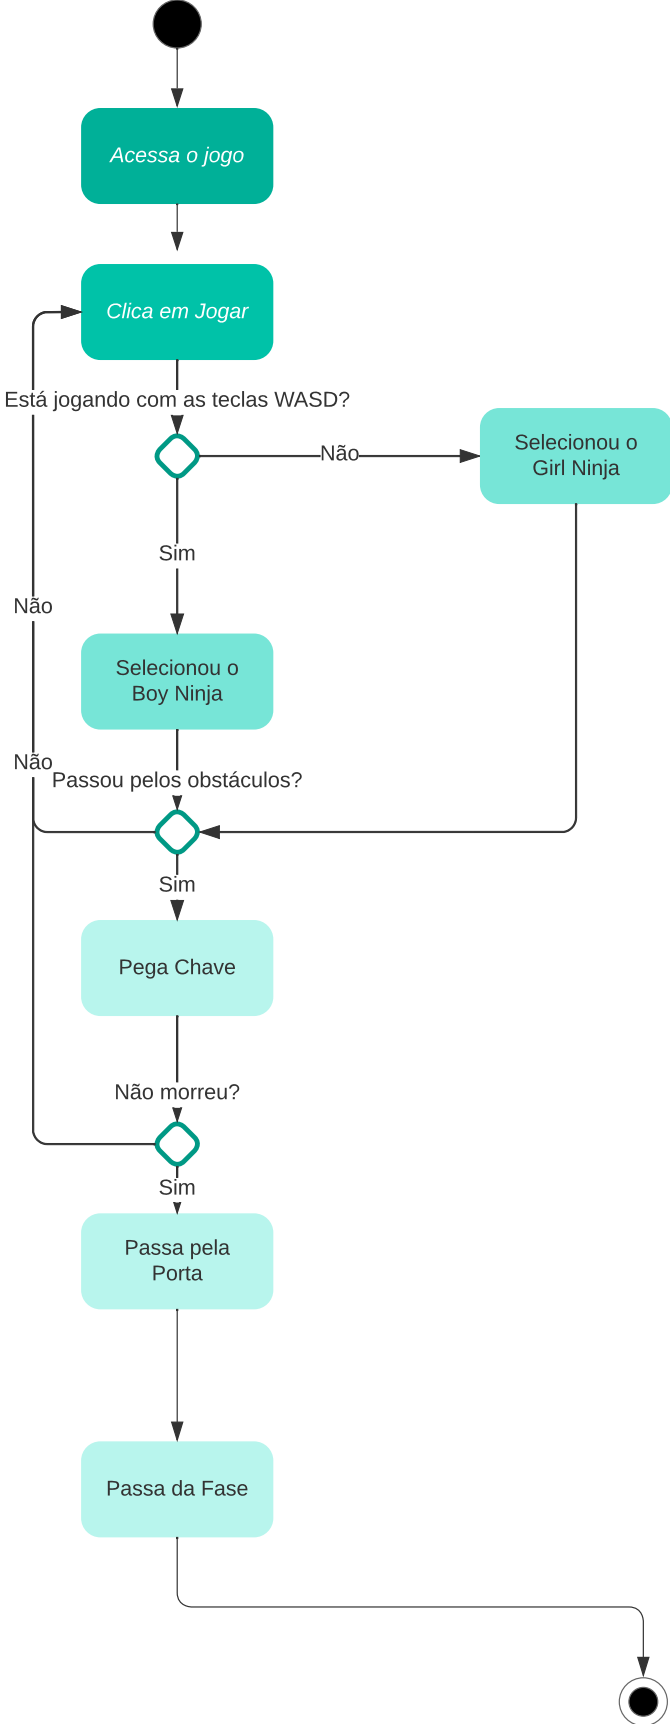 Acessa o jogo
Clica em Jogar
Está jogando com as teclas WASD?
Não
Selecionou o
Girl Ninja
Sim
Não
Selecionou o
Boy Ninja
Não
Passou pelos obstáculos?
Sim
Pega Chave
Não morreu?
Sim
Passa pela
Porta
Passa da Fase